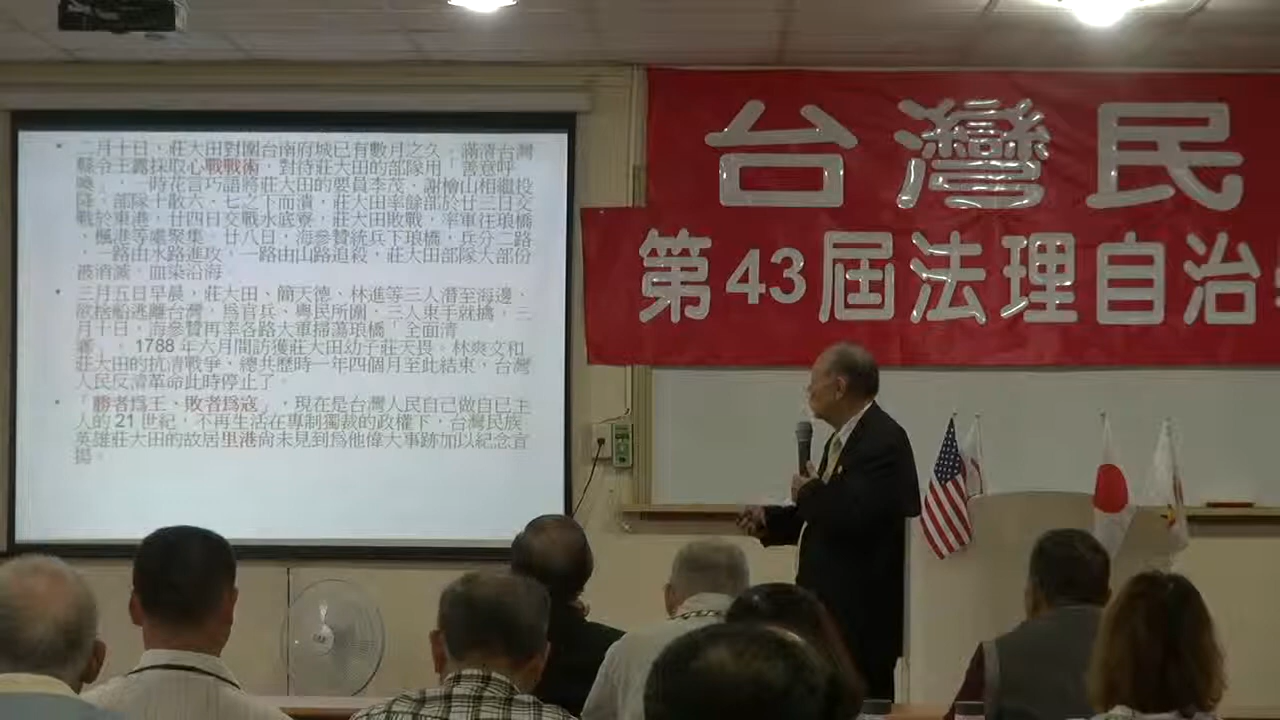 二月十日，莊大田對圍台南府城已有數月之久，滿清台灣
縣令王露採取心戰戰術，對待莊大田的部隊用「善意呼
，一時花言巧語將莊大田的要員李茂、謝檜山相繼投
降，部隊十散六、七之下而潰，莊大田率餘部於廿三日交
戰於東港，廿四日交戰水底寮，莊大田敗戰，率軍往琅橋
、楓港等處聚集，廿八日，海參贊統兵下琅橋，兵分二路
，一路由水路進攻，一路由山路追殺，莊大田部隊大部份
被消滅，血染沿海。
三月五日早晨，莊大田、簡天德、林進等三人潛至海邊，
欲搭船逃離台灣，為官兵、粵民所圍，三人束手就擒，三
月十日，海參贊再率各路大軍掃蕩琅橋，全面清
。1788 年六月間訪獲莊大田幼子莊天畏。林爽文和
莊大田的抗清戰爭，總共歷時一年四個月至此結束，台灣
人民反清革命此時停止了。
「勝者為王、敗者為寇」，現在是台灣人民自己做自已主
人的 21 世紀，不再生活在專制獨裁的政權下，台灣民族
英雄莊大田的故居里港尚未見到為他偉大事跡加以紀念宣
揚。
台灣民
第43屆法理自治